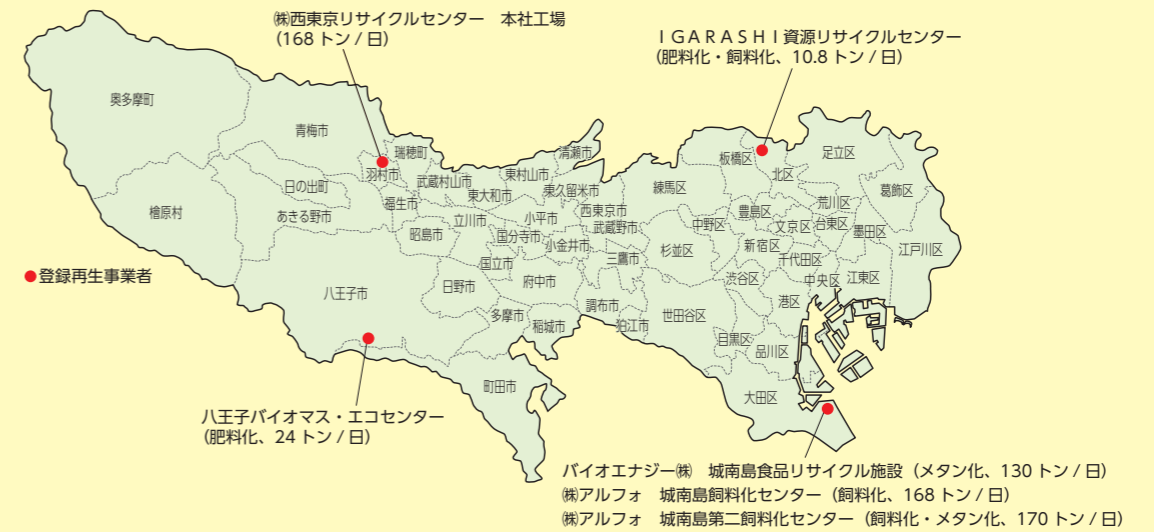 ㈱西東京リサイクルセンター　本社工場
（168 トン / 日）
ＩＧＡＲＡＳＨＩ資源リサイクルセンター
（肥料化・飼料化、10.8 トン / 日）
奥多摩町
青梅市
瑞穂町
羽村市
清瀬市
板橋区
足立区
北区
日の出町
武蔵村山市
東村山市
東大和市
東久留米市
練馬区
葛飾区
檜原村
あきる野市
福生市
立川市
小平市
西東京市
豊島区
荒川区
昭島市
国分寺市
武蔵野市
中野区
文京区
台東区
墨田区
小金井市
杉並区
新宿区
江戸川区
国立市
三鷹市
千代田区
●登録再生事業者
八王子市
日野市
府中市
渋谷区
中央区
江東区
多摩市
調布市
世田谷区
港区
稲城市
狛江市
目黒区
品川区
町田市
大田区
八王子バイオマス・エコセンター
（肥料化、24 トン / 日）
バイオエナジー㈱　城南島食品リサイクル施設（メタン化、130 トン / 日）
㈱アルフォ　城南島飼料化センター（飼料化、168 トン / 日）
㈱アルフォ　城南島第二飼料化センター（飼料化・メタン化、170 トン / 日）